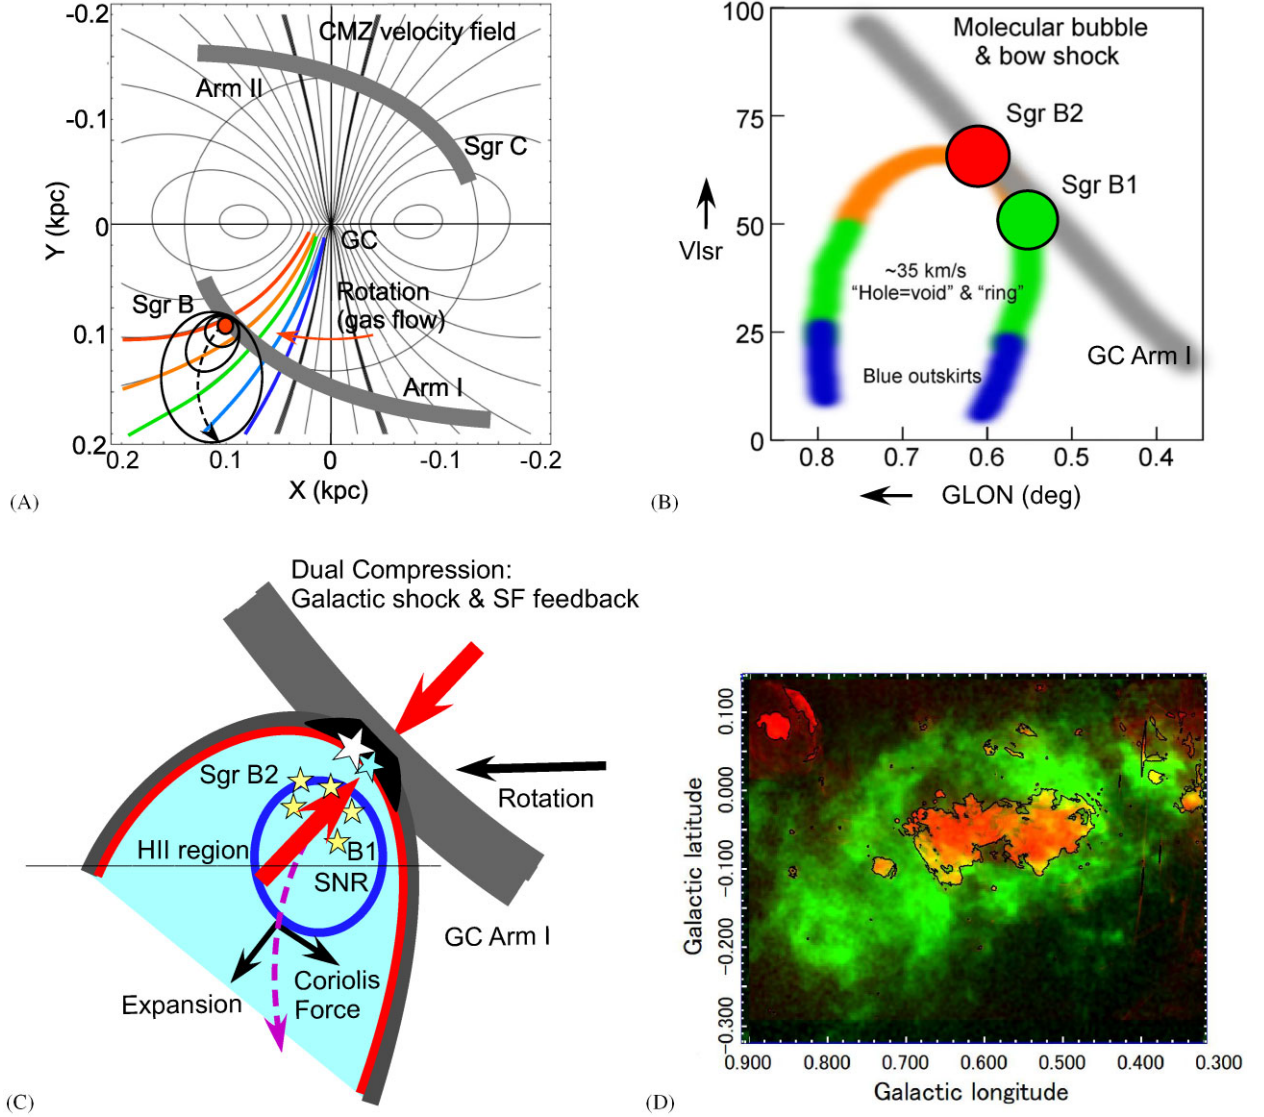 -0.2
-0.1
0
0.1
0.2
Y (kpc)
CMZ velocity field
Arm II
Sgr C
GC
Sgr B
Rotation
(gas flow)
Arm I
0.2
0.1
0
-0.1
-0.2
X (kpc)
(A)
100
75
50
25
0
Vlsr
Molecular bubble
& bow shock
Sgr B2
Sgr B1
~35 km/s
“Hole=void” & “ring”
GC Arm I
Blue outskirts
0.8
0.7
0.6
0.5
0.4
GLON (deg)
(B)
Dual Compression:
Galactic shock & SF feedback
Rotation
Sgr B2
HII region
B1
SNR
GC Arm I
Coriolis
Force
Expansion
(C)
0.100
0.000
-0.100
-0.200
-0.300
Galactic latitude
0.900
0.800
0.700
0.600
0.500
0.400
0.300
Galactic longitude
(D)